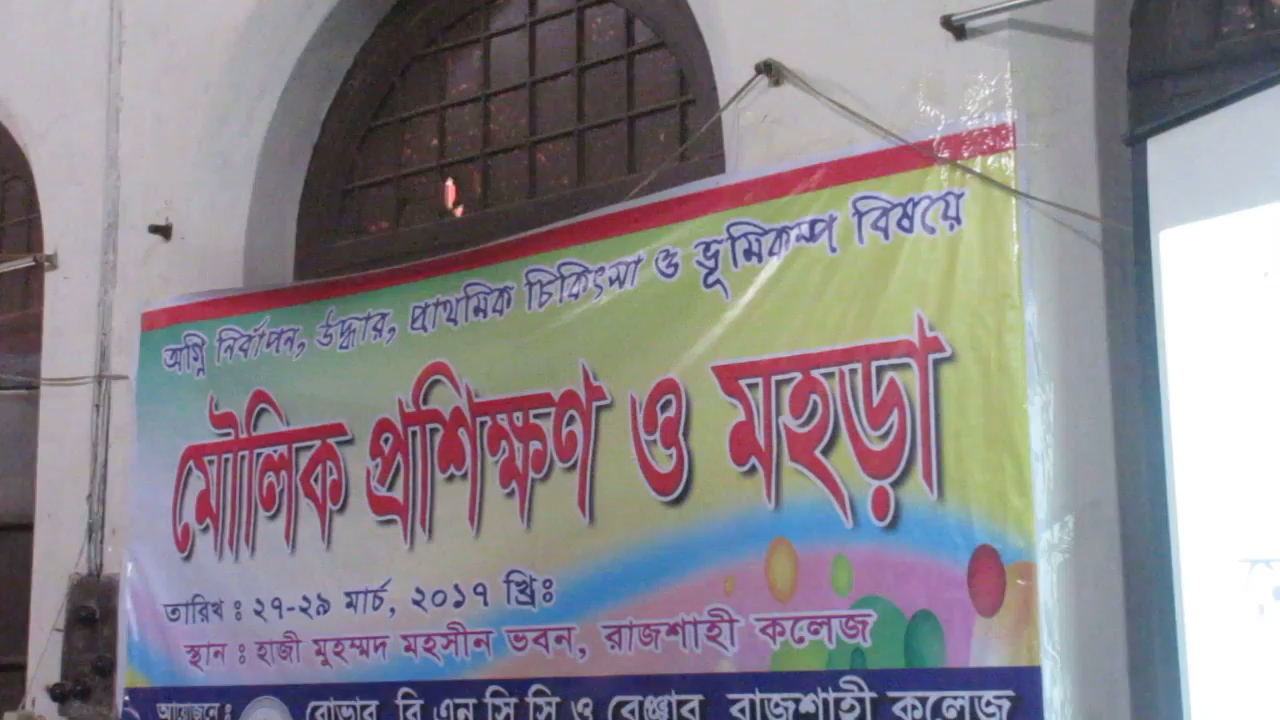 অগ্নি নির্বাপন, উদ্ধার, প্রাথমিক চিকিৎসা ও ভূমিকম্প বিষয়ে
মৌলিক প্রশিক্ষণ ও মহড়া
তারিখ : ২৭-২৯ মার্চ, ২০১৭ খ্রিঃ
স্থান : হাজী মুহম্মদ মহসীন ভবন, রাজশাহী কলেজ
আয়োজনে : রোভার, বি এন সি সি ও রেঞ্জার, রাজশাহী কলেজ